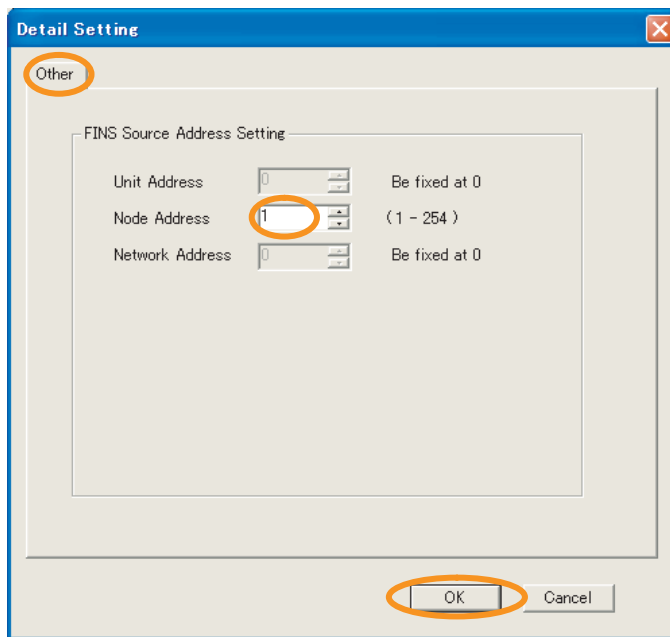 Detail Setting
Other
FINS Source Address Setting
Unit Address 0 Be fixed at 0
Node Address 1 (1 - 254)
Network Address 0 Be fixed at 0
OK Cancel